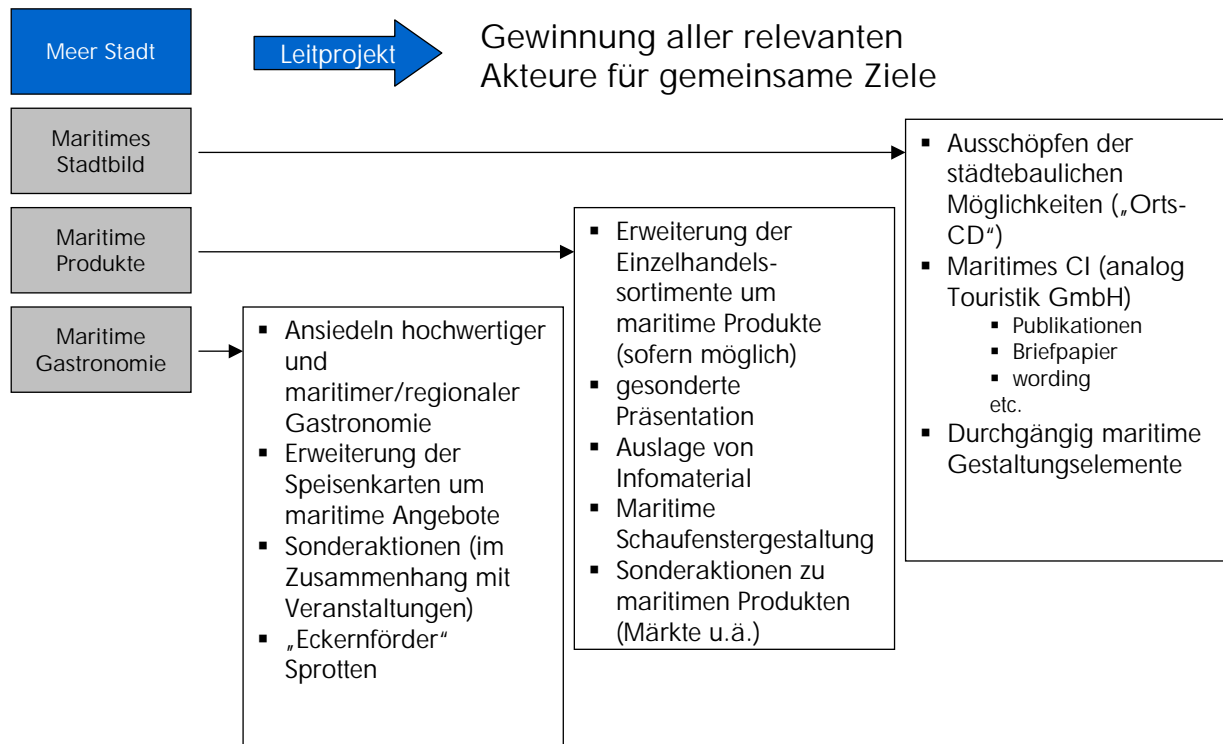 Meer Stadt
Leitprojekt
Gewinnung aller relevanten
Akteure für gemeinsame Ziele
Maritimes
Stadtbild
▪ Ausschöpfen der
städtebaulichen
Möglichkeiten („Orts-
CD“)
▪ Maritimes CI (analog
Touristik GmbH)
▪ Publikationen
▪ Briefpapier
▪ wording
etc.
▪ Durchgängig maritime
Gestaltungselemente
Maritime
Produkte
▪ Erweiterung der
Einzelhandels-
sortimente um
maritime Produkte
(sofern möglich)
▪ gesonderte
Präsentation
▪ Auslage von
Infomaterial
▪ Maritime
Schaufenstergestaltung
▪ Sonderaktionen zu
maritimen Produkten
(Märkte u.ä.)
Maritime
Gastronomie
▪ Ansiedeln hochwertiger
und
maritimer/regionaler
Gastronomie
▪ Erweiterung der
Speisenkarten um
maritime Angebote
▪ Sonderaktionen (im
Zusammenhang mit
Veranstaltungen)
▪ „Eckernförder“
Sprotten